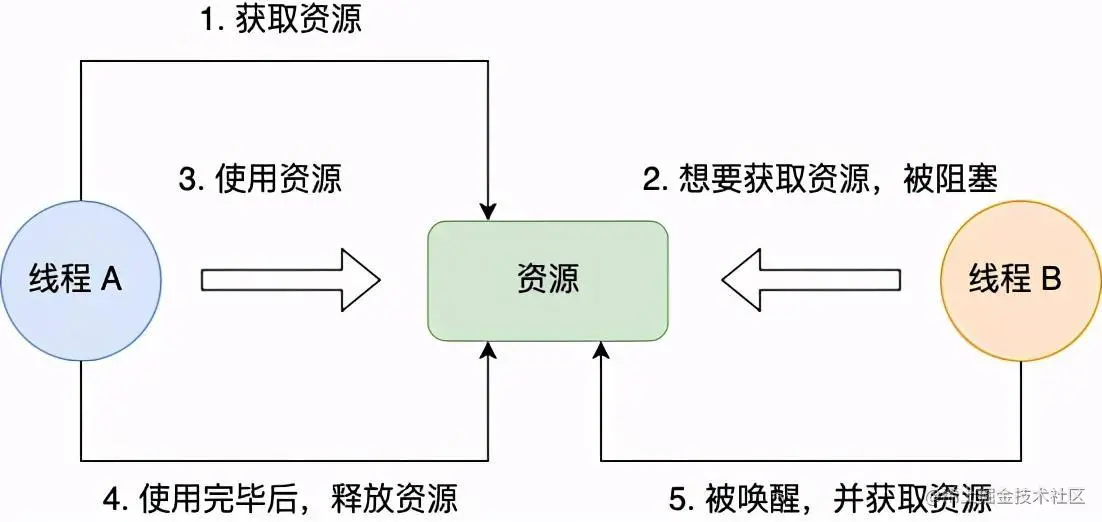 1. 获取资源
3. 使用资源
2. 想要获取资源，被阻塞
线程 A
资源
线程 B
4. 使用完毕后，释放资源
5. 被唤醒，并获取资源
掘金技术社区